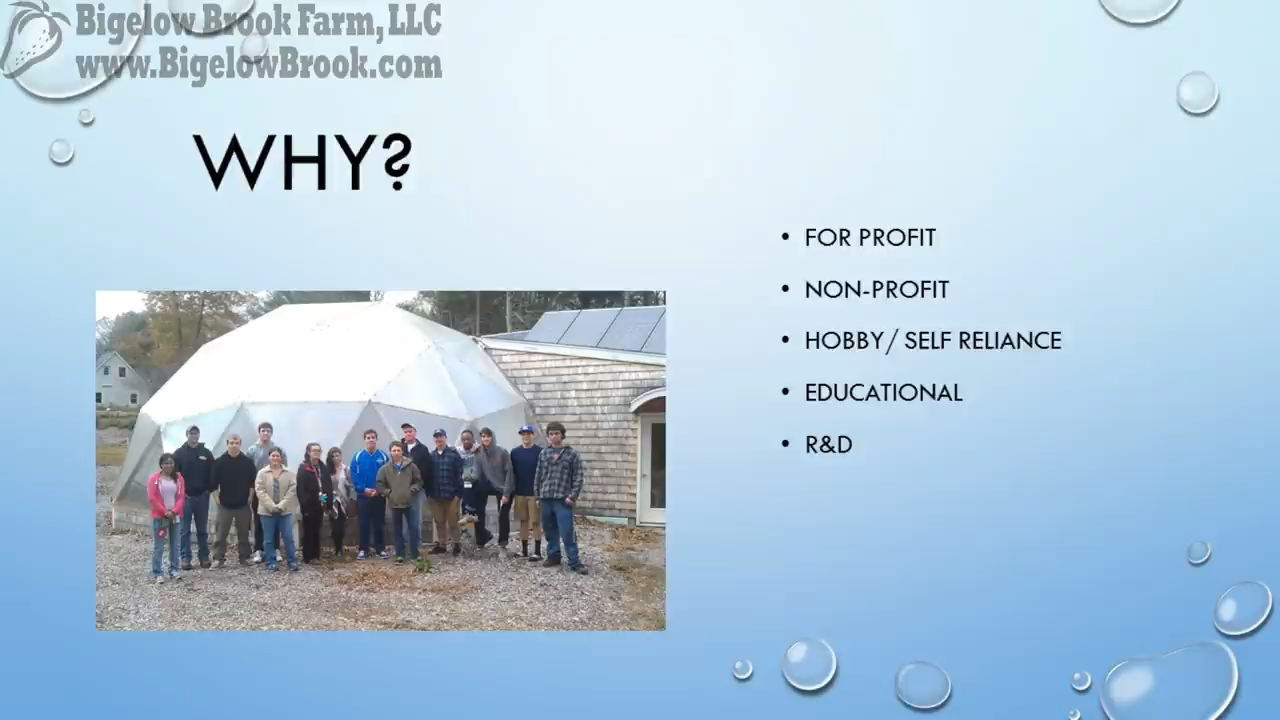 Bigelow Brook Farm, LLC
www.BigelowBrook.com
WHY?
• FOR PROFIT
• NON-PROFIT
• HOBBY/ SELF RELIANCE
• EDUCATIONAL
• R&D